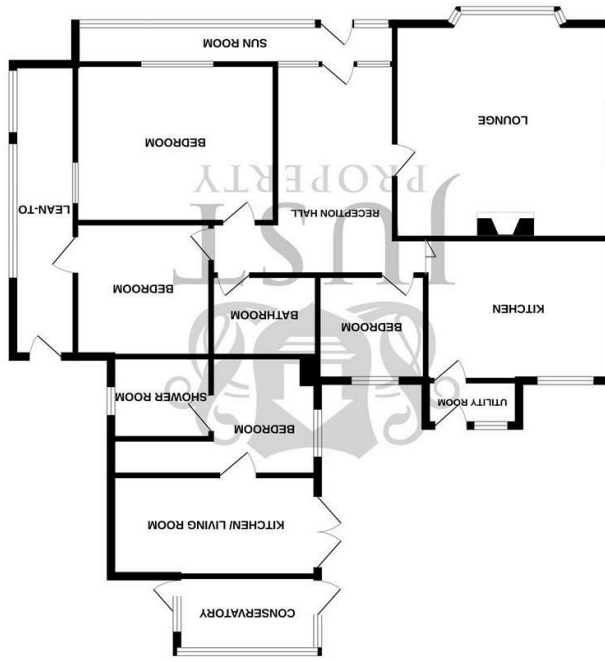 CONSERVATORY
KITCHEN/ LIVING ROOM
BEDROOM
UTILITY ROOM
SHOWER ROOM
BEDROOM
BATHROOM
KITCHEN
BEDROOM
JUST
PROPERTY
RECEPTION HALL
LEAN-TO
BEDROOM
LOUNGE
SUN ROOM